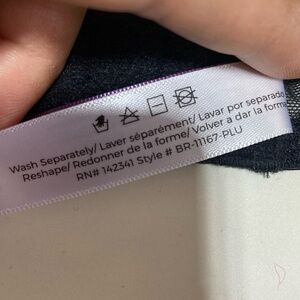 Wash Separately/ Laver séparément/ Lavar por separado
Reshape/ Redonner de la forme/ Volver a dar la forma
RN# 142341 Style # BR-11167-PLU